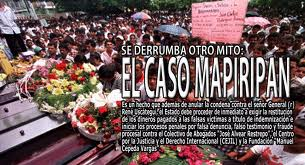 SE DERRUMBA OTRO MITO:
EL CASO MAPIRIPÁN
Es un hecho que además de anular la condena contra el señor General (r)
Rene Uscátegui, el Estado debe proceder de inmediato a exigir la restitución
de los dineros pagados a las falsas víctimas a título de indemnización e
iniciar los procesos penales por falsa denuncia, falso testimonio y fraude
procesal contra el Colectivo de Abogados "José Alvear Restrepo", el Centro
por la Justicia y el Derecho Internacional (CEJIL) y la Fundación "Manuel
Cepeda Vargas"